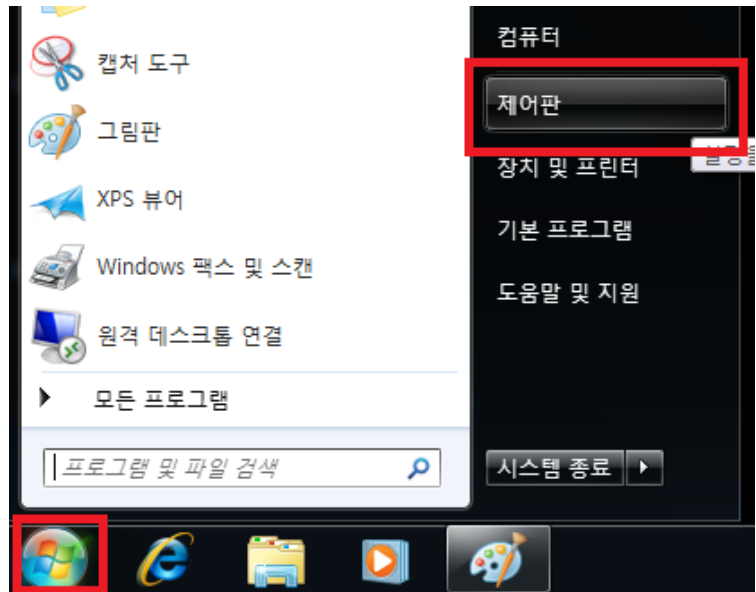 캡처 도구
그림판
XPS 뷰어
Windows 팩스 및 스캔
원격 데스크톱 연결
모든 프로그램
프로그램 및 파일 검색
컴퓨터
제어판
장치 및 프린터
기본 프로그램
도움말 및 지원
시스템 종료